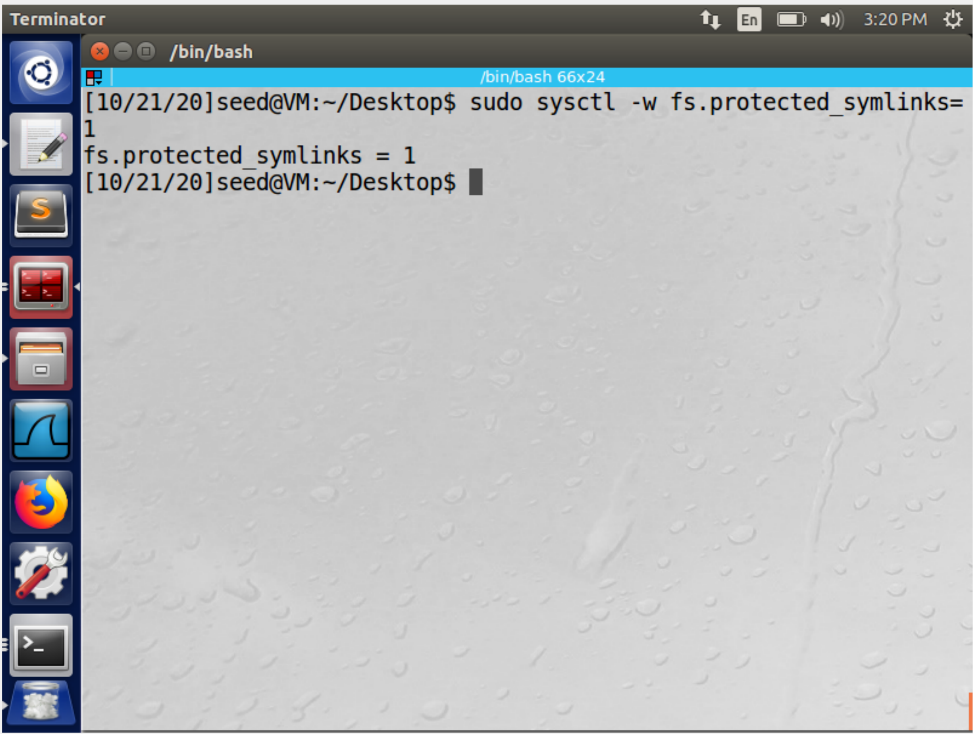 Terminator
En
3:20 PM
/bin/bash
/bin/bash 66x24
[10/21/20]seed@VM:~/Desktop$ sudo sysctl -w fs.protected_symlinks=
1
fs.protected_symlinks = 1
[10/21/20]seed@VM:~/Desktop$